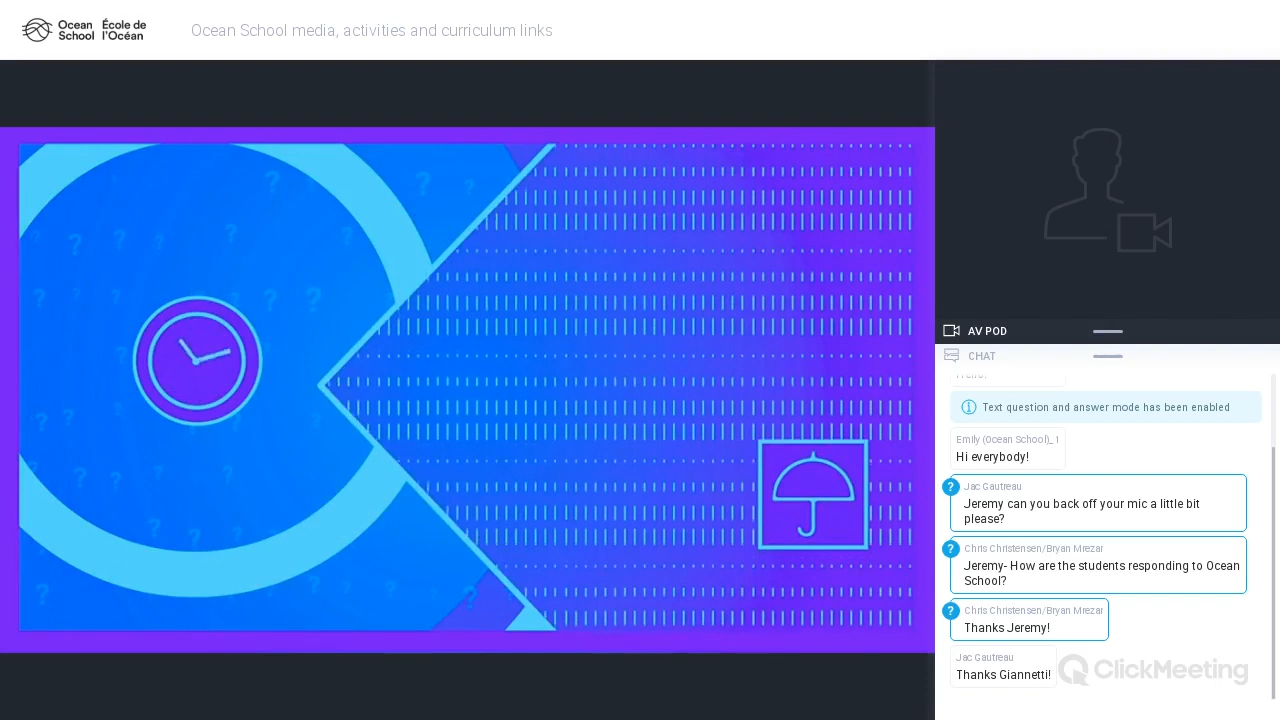 Ocean École de
School l'Océan
Ocean School media, activities and curriculum links
AV POD
CHAT
Text question and answer mode has been enabled
Emily (Ocean School)_1
Hi everybody!
Jac Gautreau
Jeremy can you back off your mic a little bit
please?
Chris Christensen/Bryan Mrezar
Jeremy- How are the students responding to Ocean
School?
Chris Christensen/Bryan Mrezar
Thanks Jeremy!
Jac Gautreau
Thanks Giannetti!
ClickMeeting